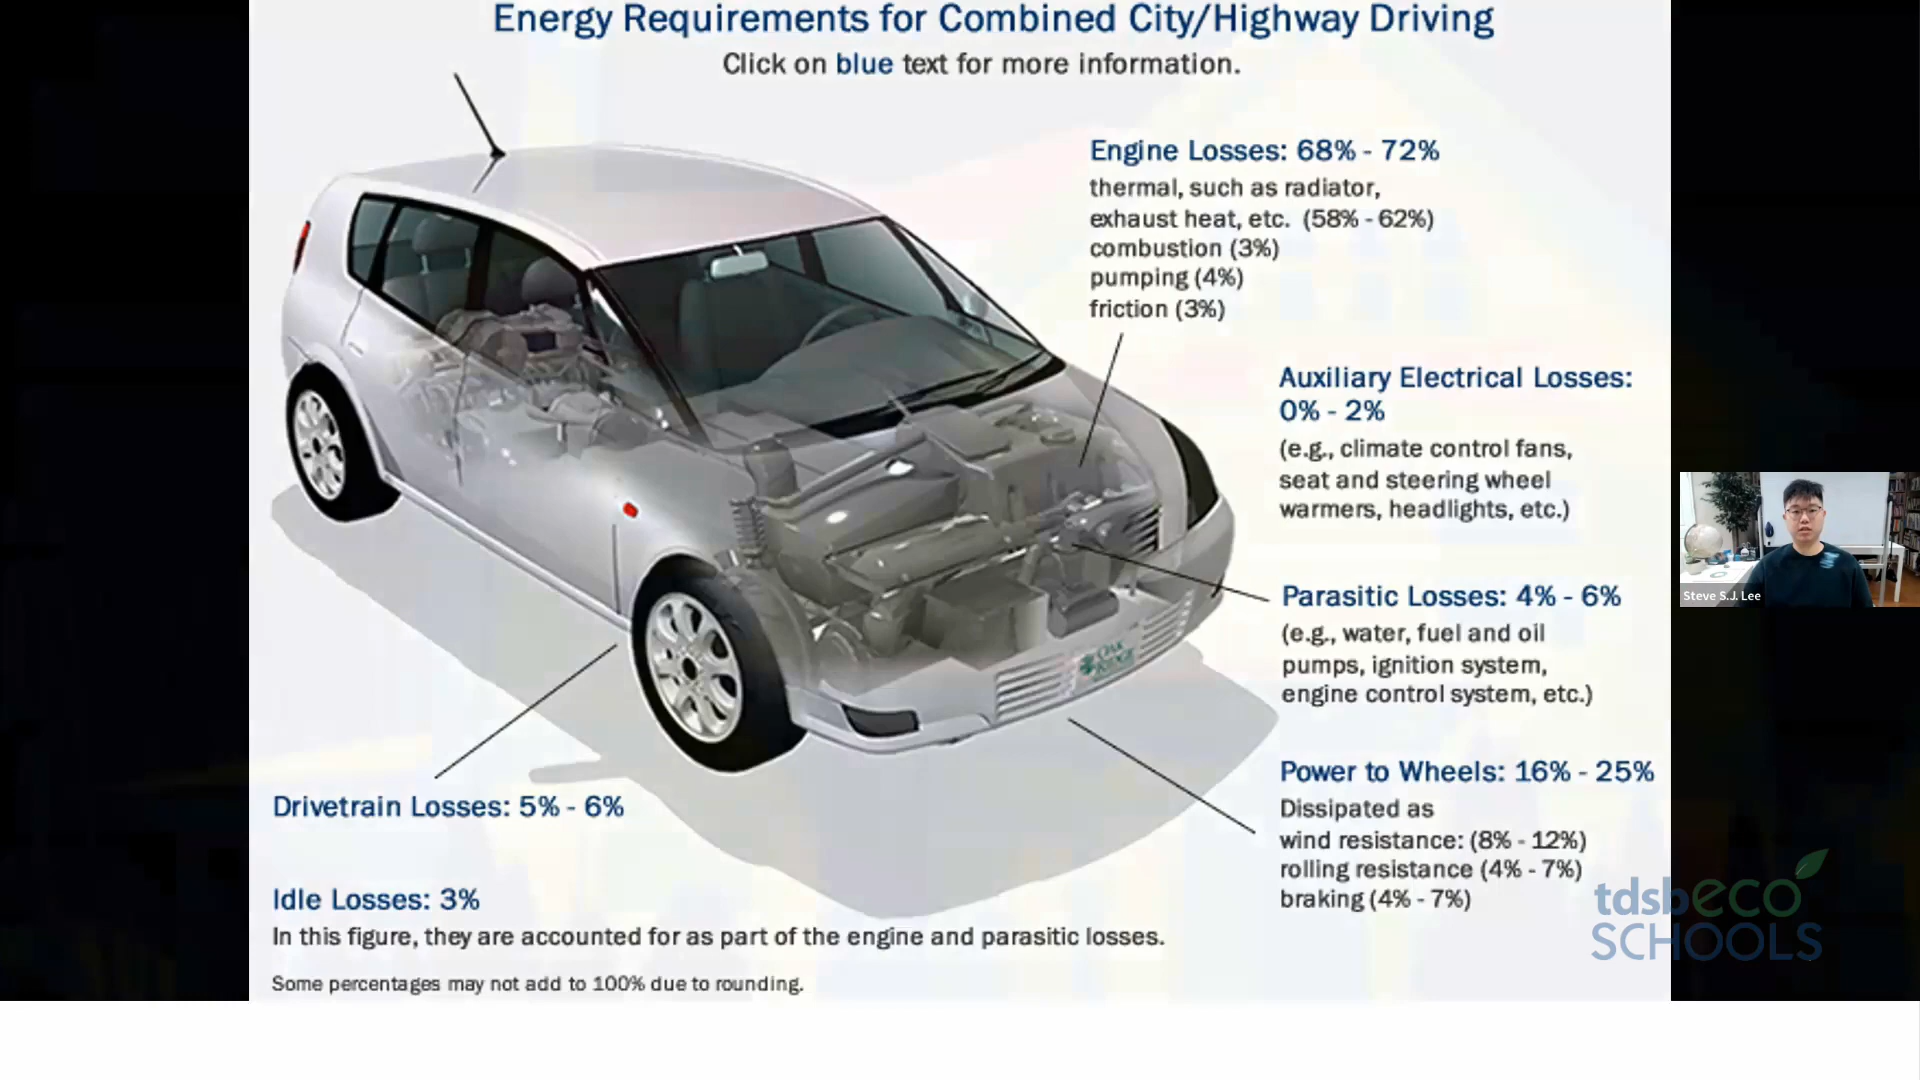 Energy Requirements for Combined City/Highway Driving
Click on blue text for more information.
Engine Losses: 68% - 72%
thermal, such as radiator,
exhaust heat, etc. (58% - 62%)
combustion (3%)
pumping (4%)
friction (3%)
Auxiliary Electrical Losses:
0% - 2%
(e.g., climate control fans,
seat and steering wheel
warmers, headlights, etc.)
Parasitic Losses: 4% - 6%
(e.g., water, fuel and oil
pumps, ignition system,
engine control system, etc.)
Power to Wheels: 16% - 25%
Dissipated as
wind resistance: (8% - 12%)
rolling resistance (4% - 7%)
braking (4% - 7%)
Drivetrain Losses: 5% - 6%
Idle Losses: 3%
In this figure, they are accounted for as part of the engine and parasitic losses.
Some percentages may not add to 100% due to rounding.
OAK
RIDGE
tdsbeco
SCHOOLS
Steve S.J. Lee